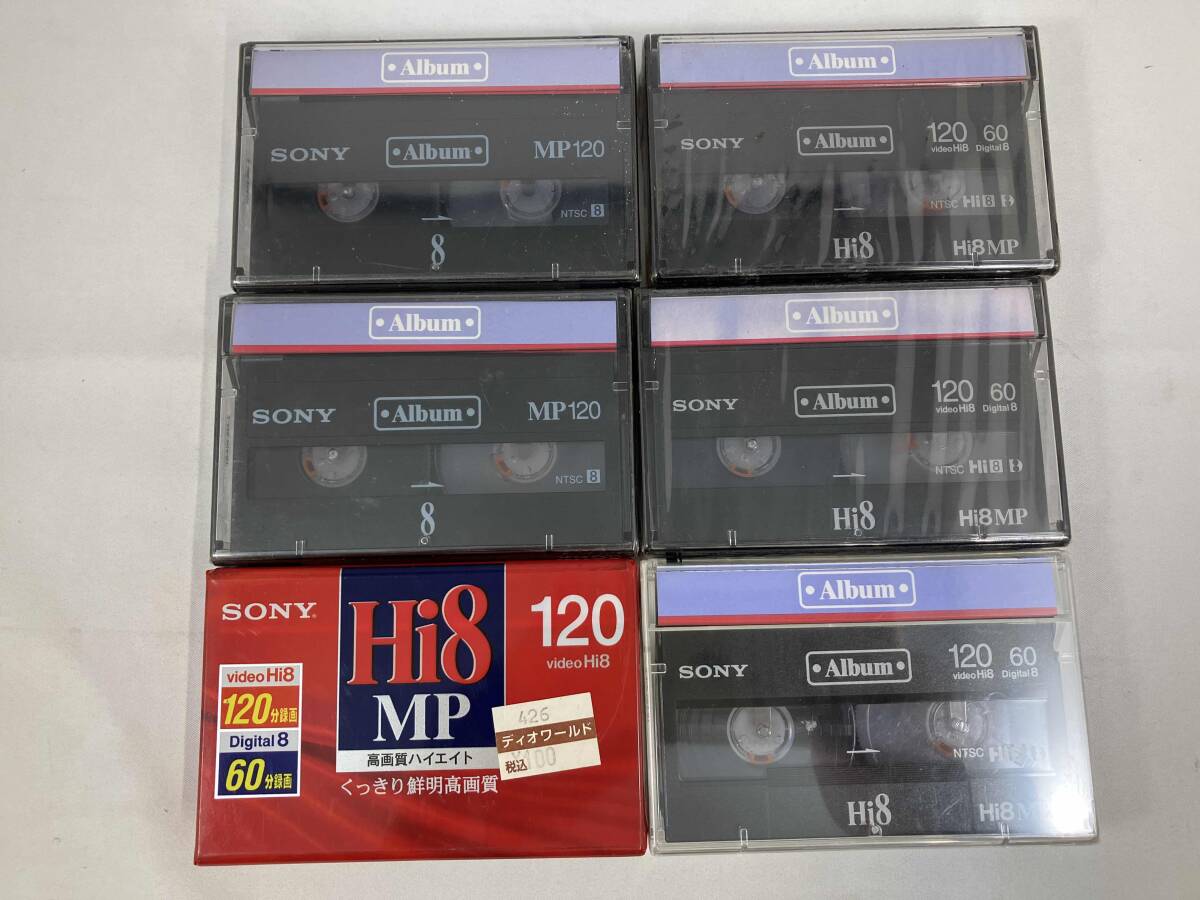 •Album•
SONY
•Album•
MP120
NTSC 8
8
•Album•
SONY
•Album•
120 60
video Hi8 Digital 8
NTSC Hi8
Hi8
Hi8MP
•Album•
SONY
•Album•
MP120
NTSC 8
8
•Album•
SONY
•Album•
120 60
video Hi8 Digital 8
NTSC Hi8
Hi8
Hi8MP
SONY
Hi8
MP
高画質ハイエイト
くっきり鮮明高画質
120
video Hi8
video Hi8
120分録画
Digital 8
60分録画
426
ディオワールド
税込
¥100
•Album•
SONY
•Album•
120 60
video Hi8 Digital 8
NTSC Hi8
Hi8
Hi8MP